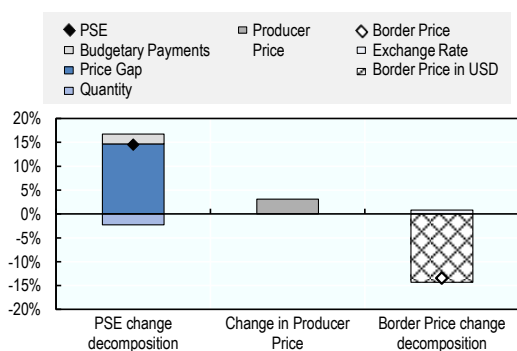 PSE
Budgetary Payments
Price Gap
Quantity
Producer
Price
Border Price
Exchange Rate
Border Price in USD
20%
15%
10%
5%
0%
-5%
-10%
-15%
-20%
PSE change
decomposition
Change in Producer
Price
Border Price change
decomposition